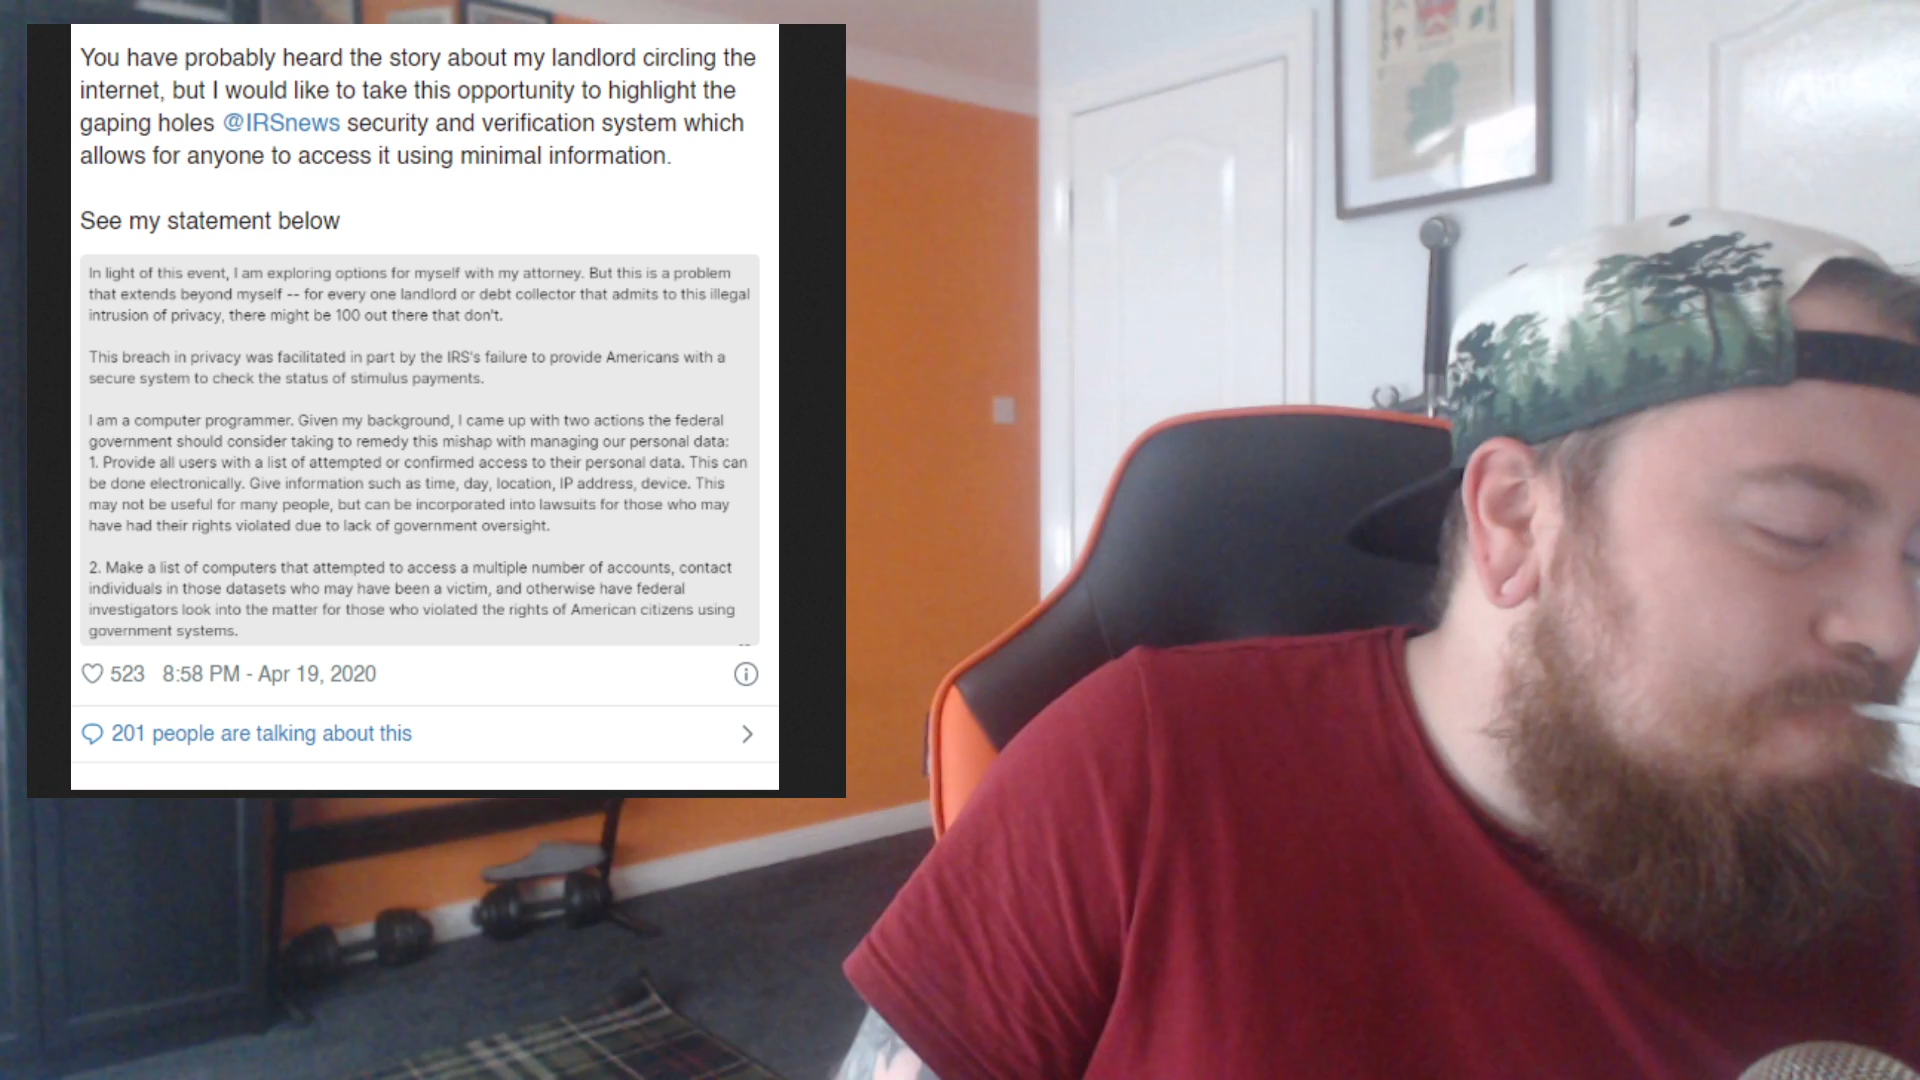 You have probably heard the story about my landlord circling the
internet, but I would like to take this opportunity to highlight the
gaping holes @IRSnews security and verification system which
allows for anyone to access it using minimal information.
See my statement below
In light of this event, I am exploring options for myself with my attorney. But this is a problem
that extends beyond myself -- for every one landlord or debt collector that admits to this illegal
intrusion of privacy, there might be 100 out there that don't.
This breach in privacy was facilitated in part by the IRS's failure to provide Americans with a
secure system to check the status of stimulus payments.
I am a computer programmer. Given my background, I came up with two actions the federal
government should consider taking to remedy this mishap with managing our personal data:
1. Provide all users with a list of attempted or confirmed access to their personal data. This can
be done electronically. Give information such as time, day, location, IP address, device. This
may not be useful for many people, but can be incorporated into lawsuits for those who may
have had their rights violated due to lack of government oversight.
2. Make a list of computers that attempted to access a multiple number of accounts, contact
individuals in those datasets who may have been a victim, and otherwise have federal
investigators look into the matter for those who violated the rights of American citizens using
government systems.
523 8:58 PM - Apr 19, 2020
201 people are talking about this